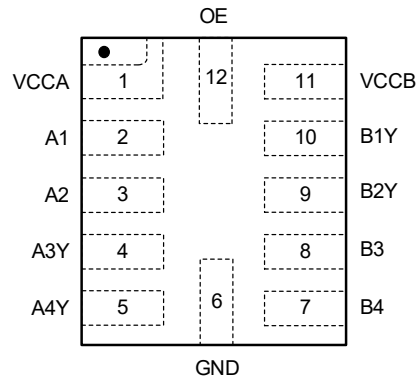 OE
VCCA 1 12 11 VCCB
A1 2 10 B1Y
A2 3 9 B2Y
A3Y 4 8 B3
A4Y 5 6 7 B4
GND